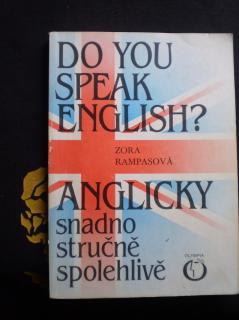 DO YOU
SPEAK
ENGLISH?
ZORA
RAMPASOVÁ
ANGLICKY
snadno
stručně
spolehlivě
OLYMPIA